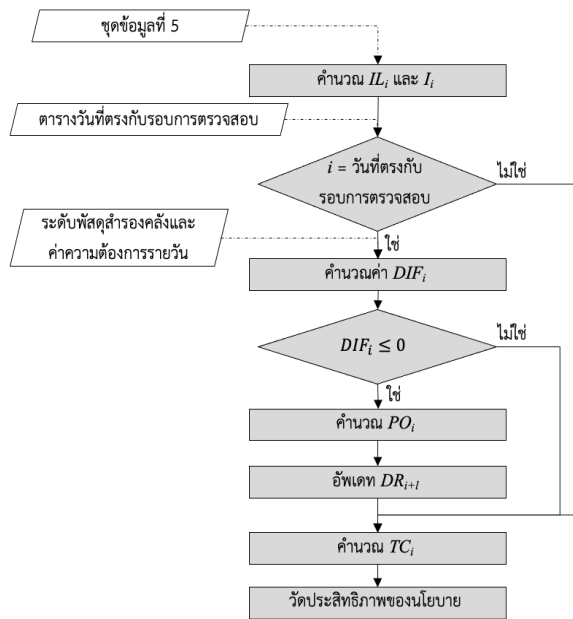 ชุดข้อมูลที่ 5
คำนวณ ILᵢ และ Iᵢ
ตารางวันที่ตรงกับรอบการตรวจสอบ
i = วันที่ตรงกับ
รอบการตรวจสอบ
ไม่ใช่
ระดับพัสดุสำรองคลังและ
ค่าความต้องการรายวัน
ใช่
คำนวณค่า DIFᵢ
DIFᵢ ≤ 0
ไม่ใช่
ใช่
คำนวณ POᵢ
อัพเดท DRᵢ₊ₗ
คำนวณ TCᵢ
วัดประสิทธิภาพของนโยบาย